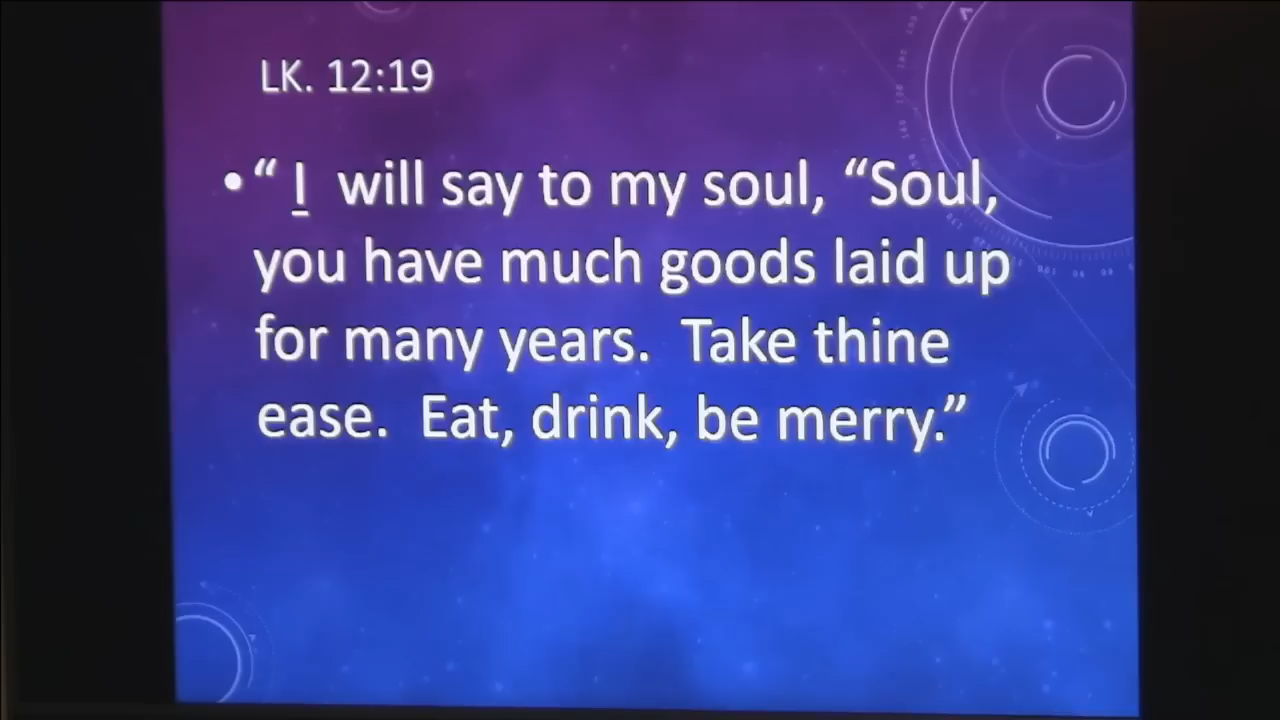 LK. 12:19
• “ I will say to my soul, “Soul,
you have much goods laid up
for many years. Take thine
ease. Eat, drink, be merry.”